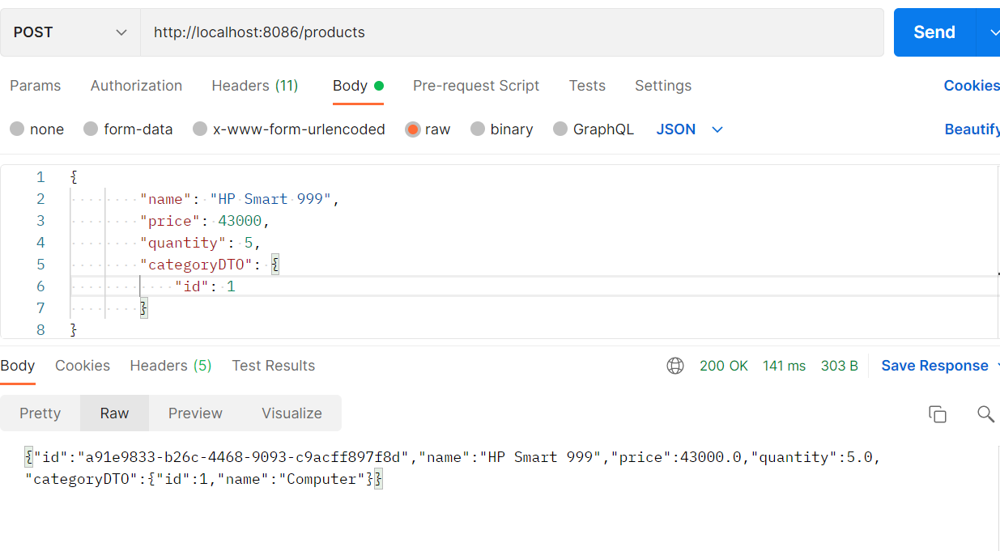 POST http://localhost:8086/products Send
Params Authorization Headers (11) Body Pre-request Script Tests Settings Cookies
none form-data x-www-form-urlencoded raw binary GraphQL JSON Beautify
1 {
2 "name": "HP Smart 999",
3 "price": 43000,
4 "quantity": 5,
5 "categoryDTO": {
6 "id": 1
7 }
8 }
Body Cookies Headers (5) Test Results 200 OK 141 ms 303 B Save Response
Pretty Raw Preview Visualize
{"id":"a91e9833-b26c-4468-9093-c9acff897f8d","name":"HP Smart 999","price":43000.0,"quantity":5.0,
"categoryDTO":{"id":1,"name":"Computer"}}